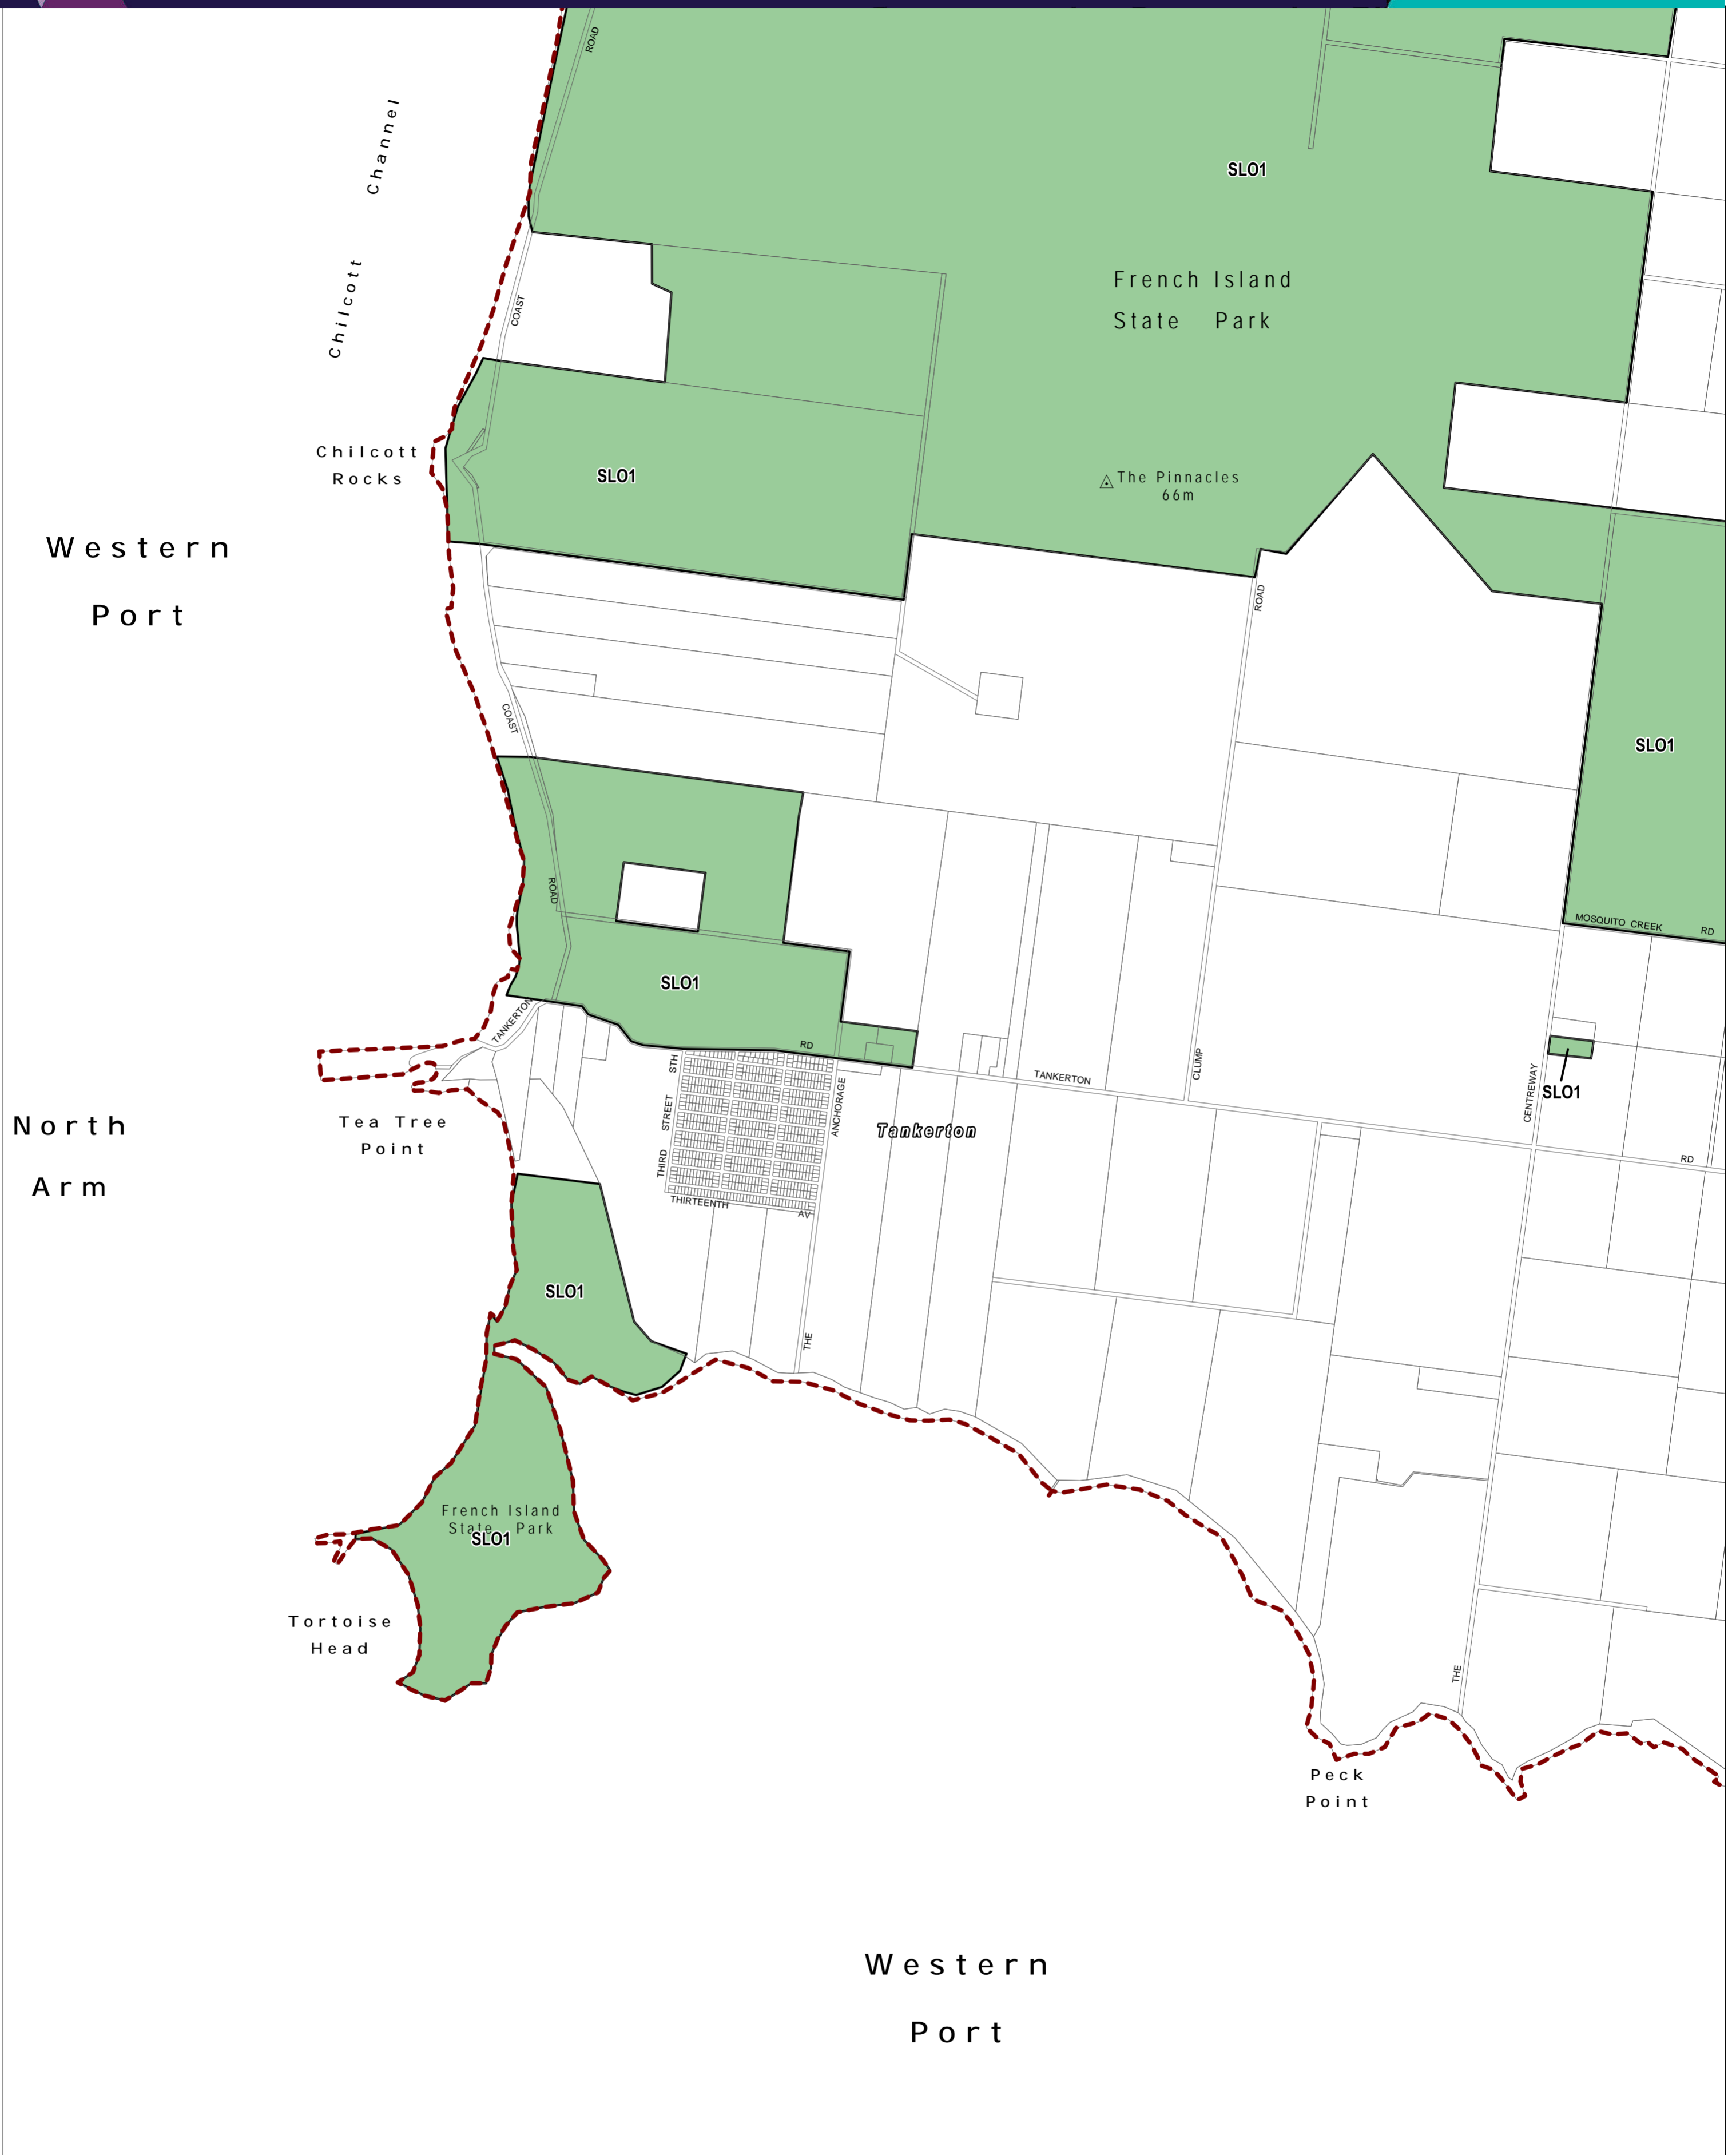 ROAD
Chilcott Channel
SLO1
French Island
State Park
COAST
Chilcott
Rocks
SLO1
The Pinnacles
66m
Western
Port
ROAD
COAST
SLO1
ROAD
MOSQUITO CREEK RD
SLO1
TANKERTON
RD
STH
TANKERTON
CLUMP
CENTREWAY
SLO1
Tea Tree
Point
STREET
ANCHORAGE
Tankerton
North
Arm
THIRD
THIRTEENTH AV
RD
SLO1
THE
French Island
State Park
SLO1
Tortoise
Head
THE
Peck
Point
Western
Port